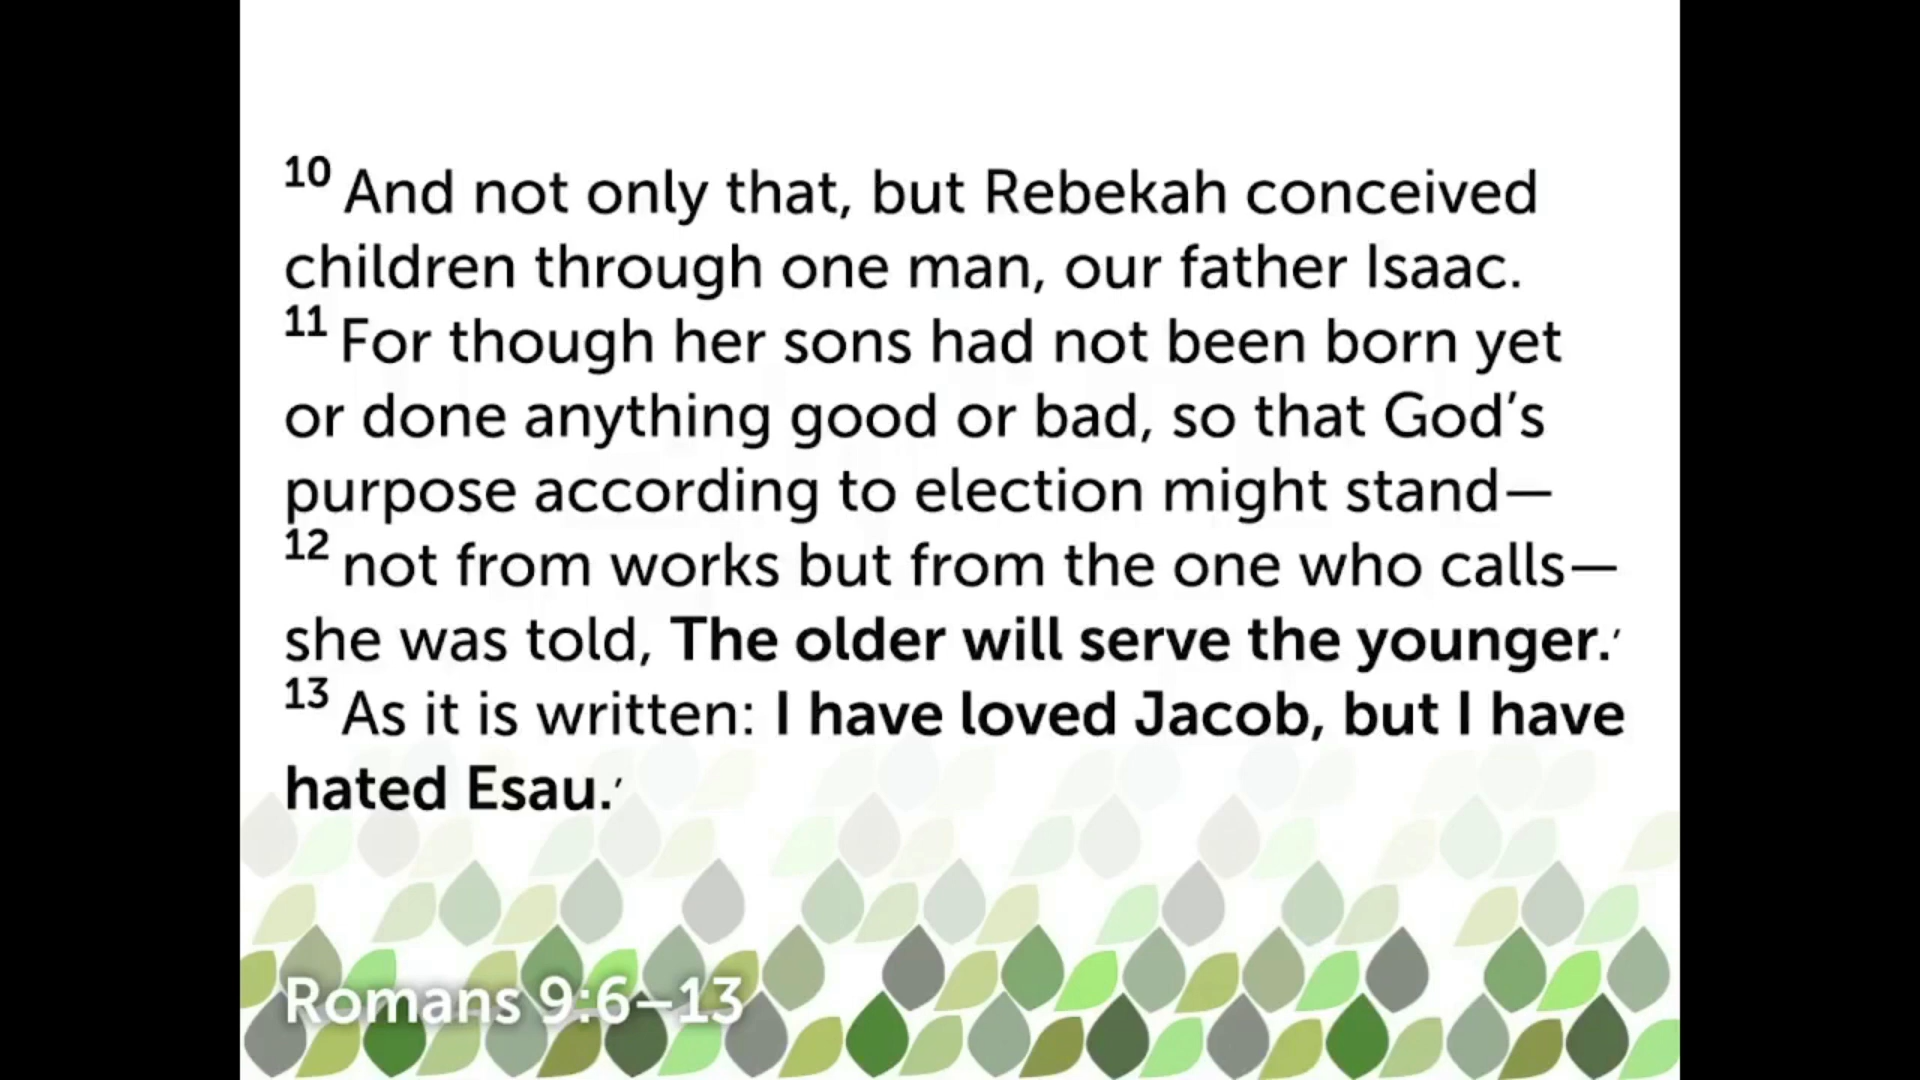 10 And not only that, but Rebekah conceived
children through one man, our father Isaac.
11 For though her sons had not been born yet
or done anything good or bad, so that God’s
purpose according to election might stand—
12 not from works but from the one who calls—
she was told, The older will serve the younger.’
13 As it is written: I have loved Jacob, but I have
hated Esau.’
Romans 9:6–13